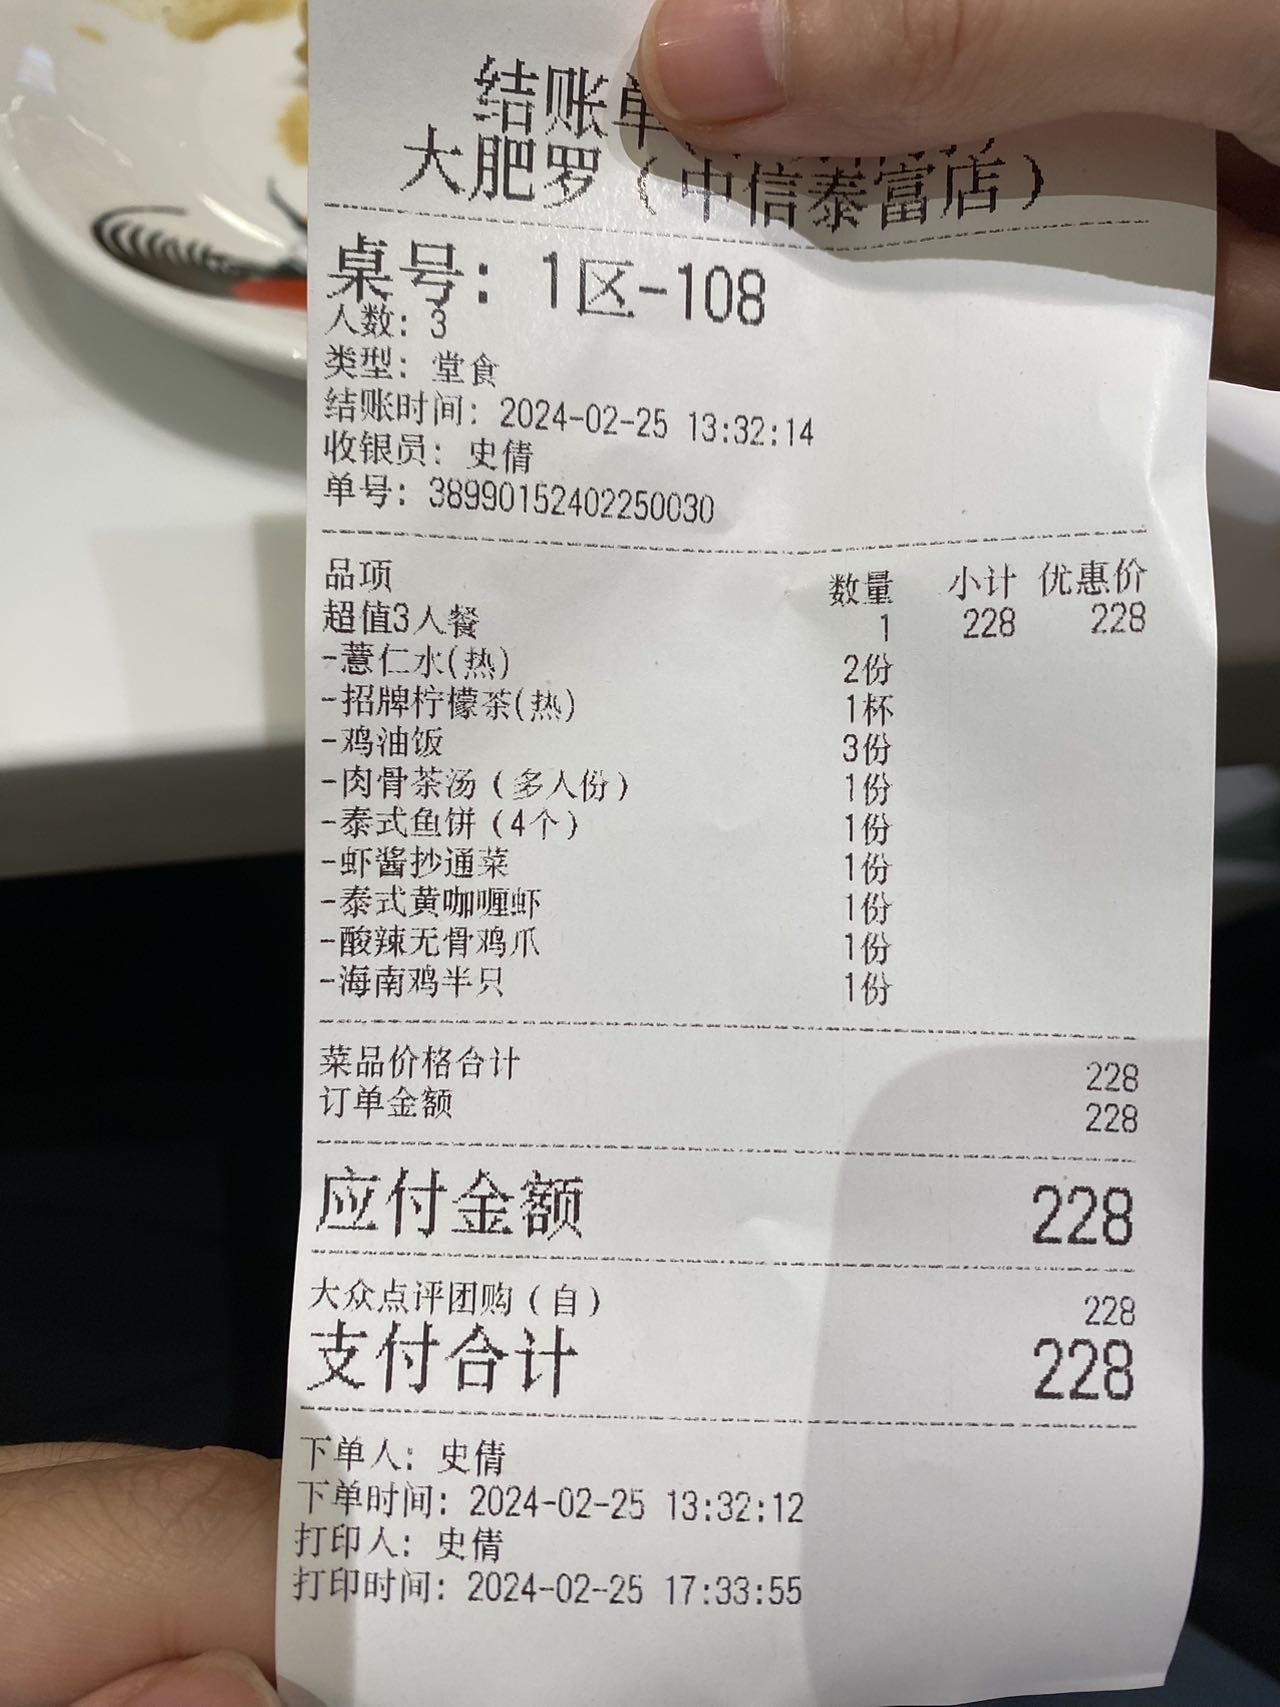 结账单
大肥罗（中信泰富店）
桌号：1区-108
人数：3
类型：堂食
结账时间：2024-02-25 13:32:14
收银员：史倩
单号：38990152402250030
品项 数量 小计 优惠价
超值3人餐 1 228 228
-薏仁水(热) 2份
-招牌柠檬茶(热) 1杯
-鸡油饭 3份
-肉骨茶汤（多人份） 1份
-泰式鱼饼（4个） 1份
-虾酱抄通菜 1份
-泰式黄咖喱虾 1份
-酸辣无骨鸡爪 1份
-海南鸡半只 1份
菜品价格合计 228
订单金额 228
应付金额 228
大众点评团购（自） 228
支付合计 228
下单人：史倩
下单时间：2024-02-25 13:32:12
打印人：史倩
打印时间：2024-02-25 17:33:55